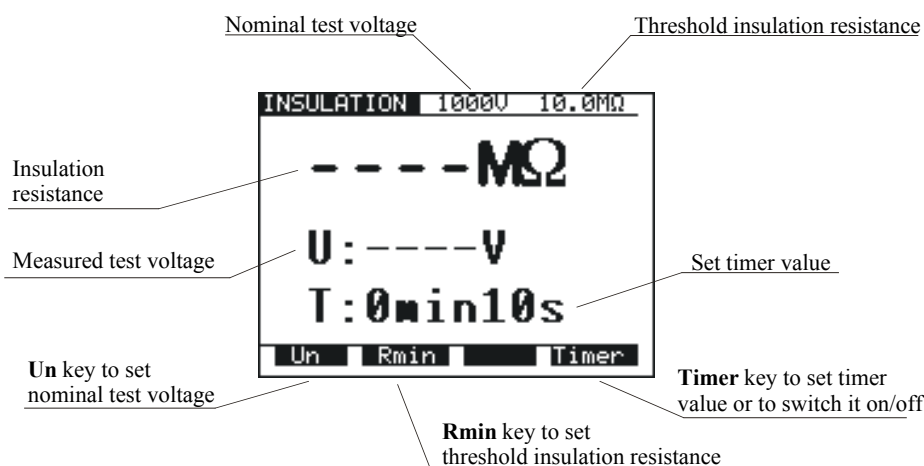 Nominal test voltage
Threshold insulation resistance
INSULATION 1000V 10.0MΩ
Insulation
resistance
----MΩ
Measured test voltage
U:----V
Set timer value
T:0min10s
Un Rmin Timer
Un key to set
nominal test voltage
Timer key to set timer
value or to switch it on/off
Rmin key to set
threshold insulation resistance